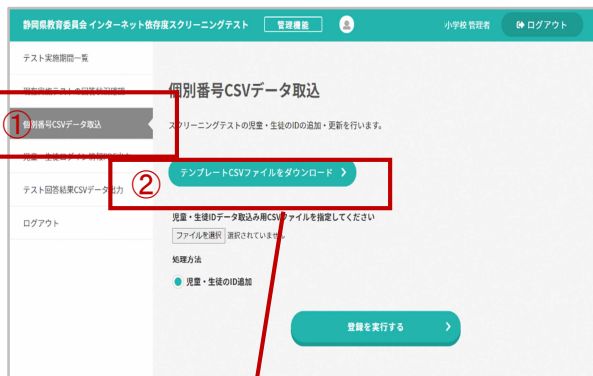 静岡県教育委員会 インターネット依存度スクリーニングテスト 管理機能 小学校 管理者 ログアウト
テスト実施期間一覧
個別番号CSVデータ取込
① 個別番号CSVデータ取込
スクリーニングテストの児童・生徒のIDの追加・更新を行います。
② テンプレートCSVファイルをダウンロード
テスト回答結果CSVデータ出力
児童・生徒IDデータ取込み用CSVファイルを指定してください
ログアウト
ファイルを選択 選択されていません
処理方法
児童・生徒のID追加
登録を実行する